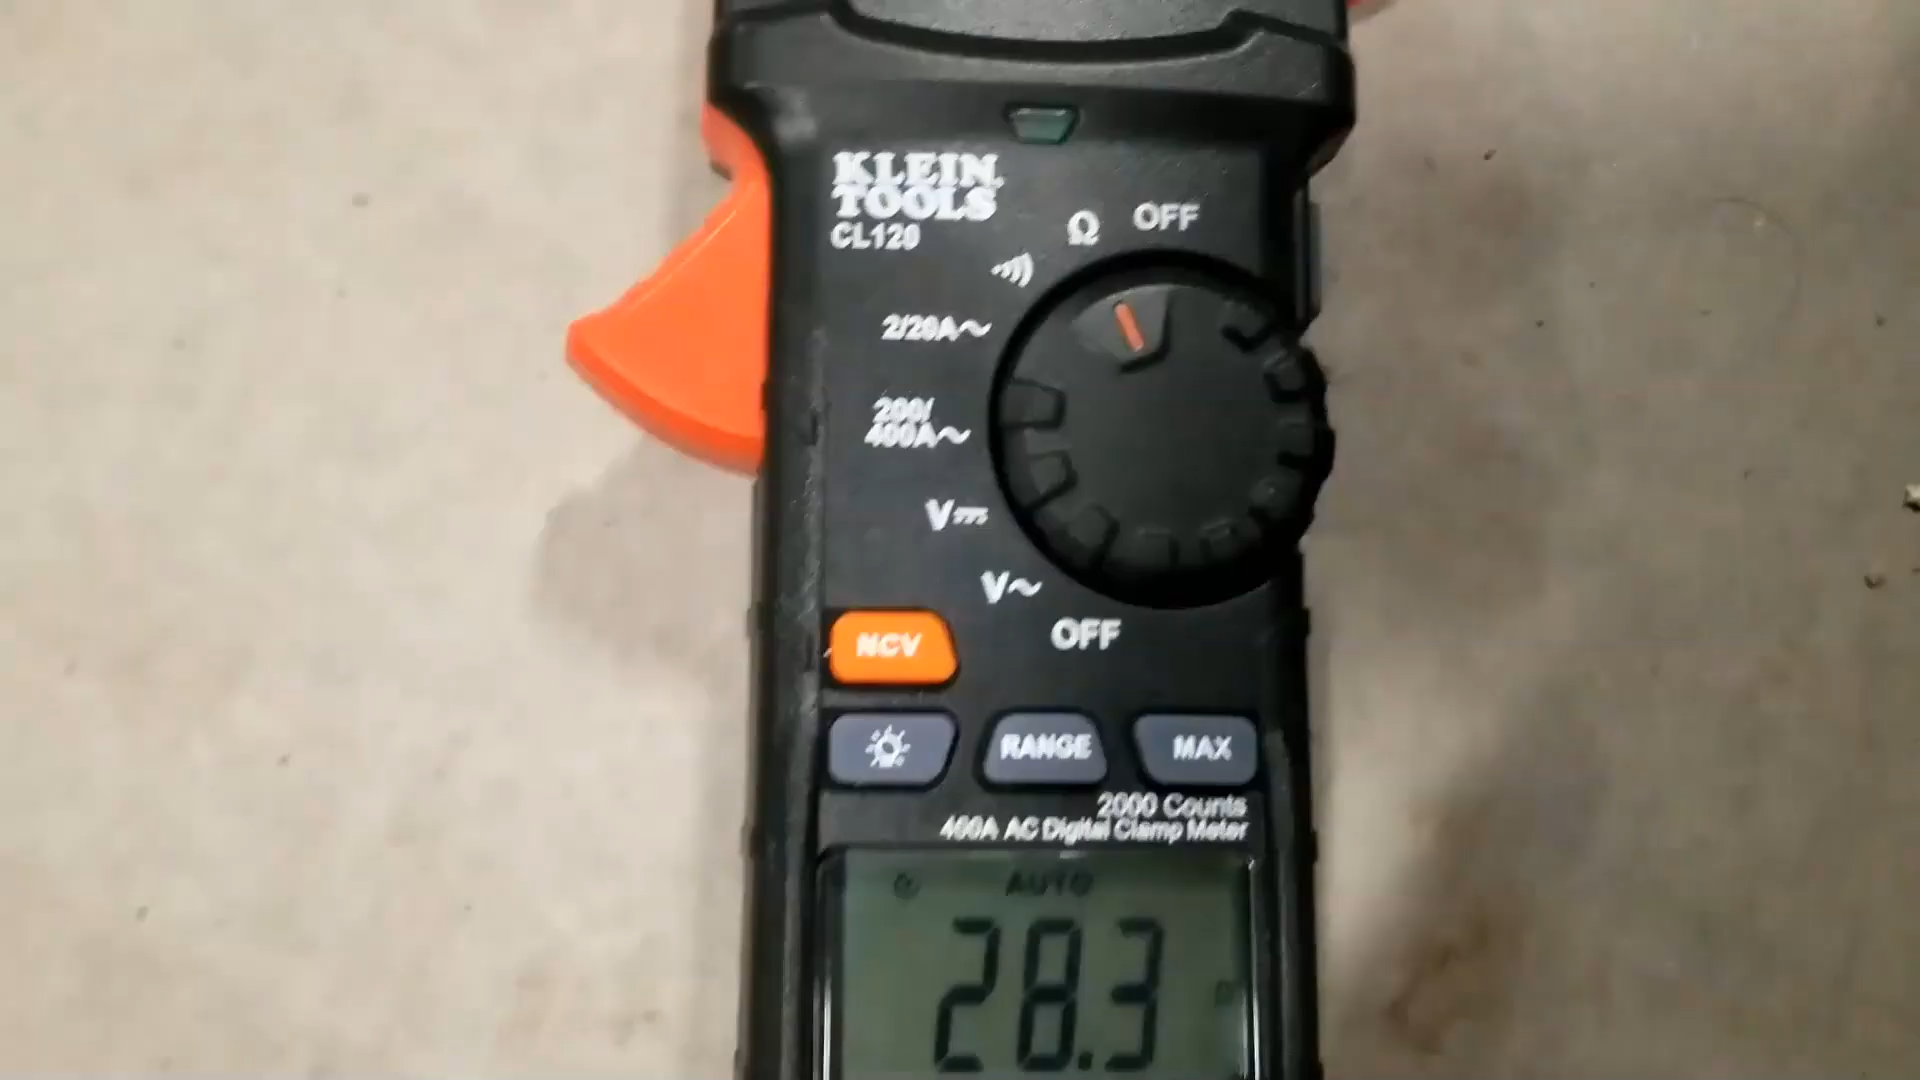 KLEIN
TOOLS
CL120
Ω OFF
2/20A~
200/
400A~
V⎓
V~
OFF
NCV
RANGE MAX
2000 Counts
400A AC Digital Clamp Meter
AUTO
28.3